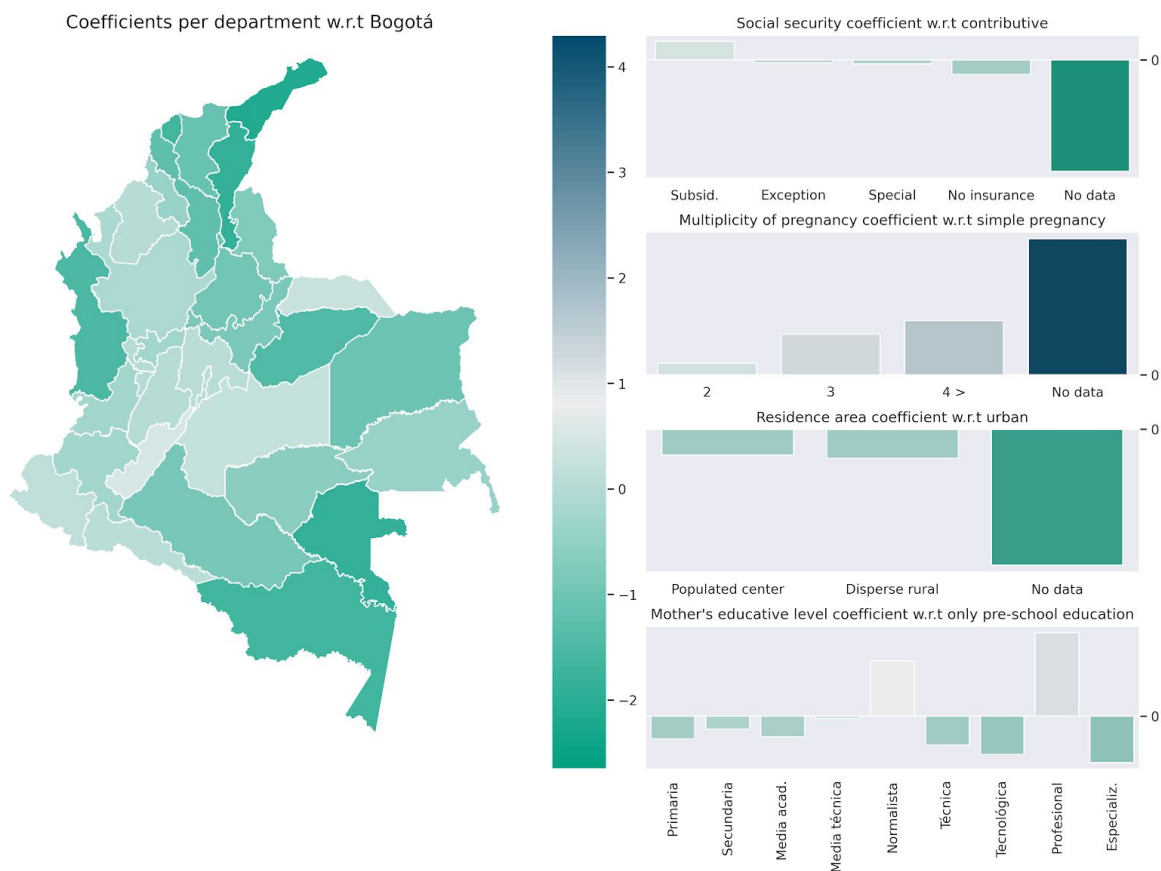 Coefficients per department w.r.t Bogotá
4
3
2
1
0
−1
−2
Social security coefficient w.r.t contributive
0
Subsid. Exception Special No insurance No data
Multiplicity of pregnancy coefficient w.r.t simple pregnancy
0
2 3 4 > No data
Residence area coefficient w.r.t urban
0
Populated center Disperse rural No data
Mother's educative level coefficient w.r.t only pre-school education
0
Primaria
Secundaria
Media acad.
Media técnica
Normalista
Técnica
Tecnológica
Profesional
Especializ.